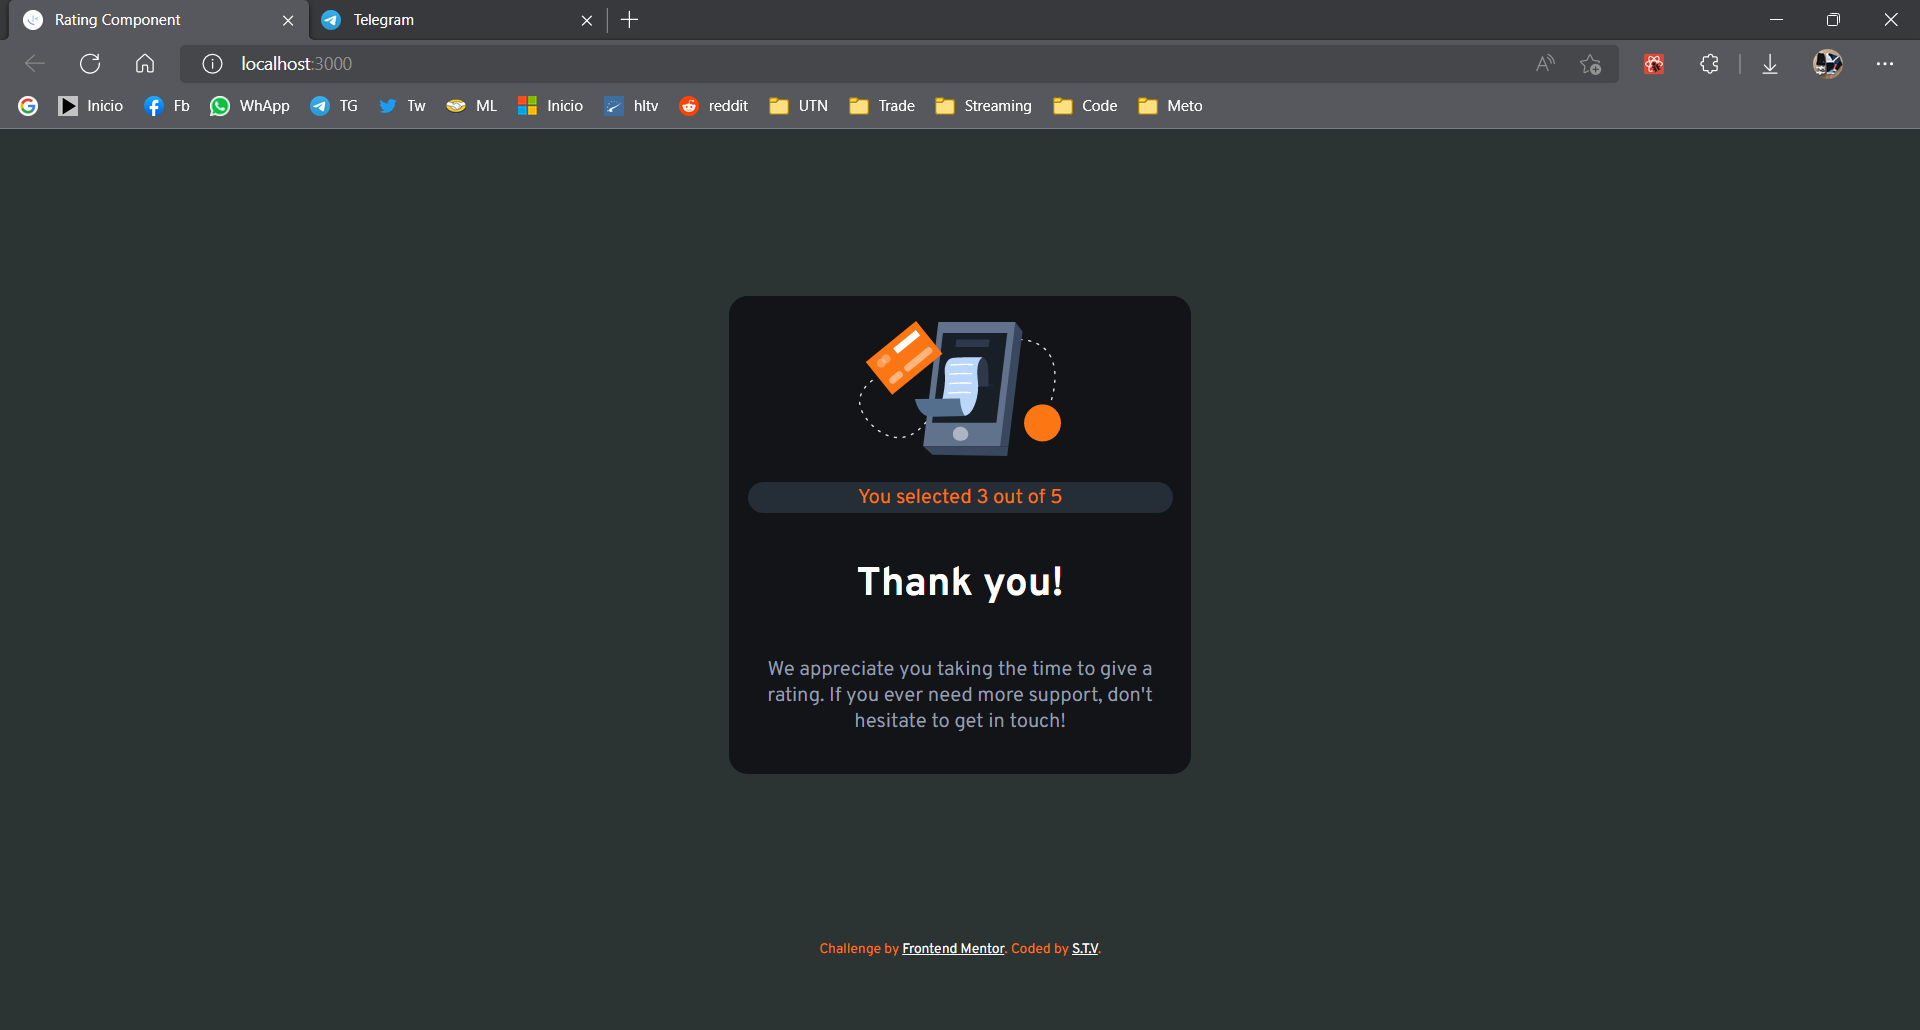 Rating Component
Telegram
localhost:3000
Inicio
Fb
WhApp
TG
Tw
ML
Inicio
hltv
reddit
UTN
Trade
Streaming
Code
Meto
You selected 3 out of 5
Thank you!
We appreciate you taking the time to give a
rating. If you ever need more support, don't
hesitate to get in touch!
Challenge by Frontend Mentor. Coded by S.T.V.